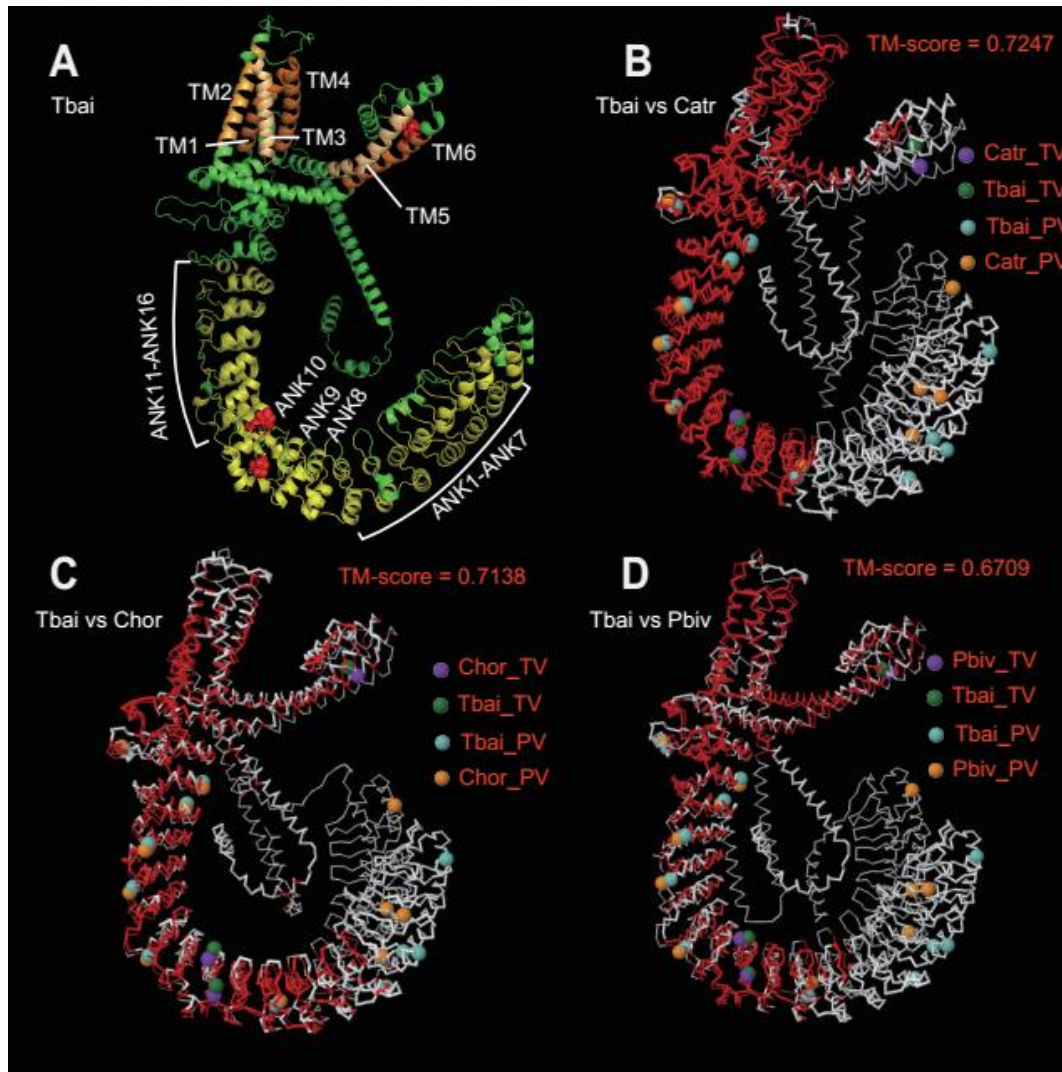 A
Tbai
TM2
TM4
TM1
TM3
TM6
TM5
ANK11-ANK16
ANK10
ANK9
ANK8
ANK1-ANK7
B
TM-score = 0.7247
Tbai vs Catr
Catr_TV
Tbai_TV
Tbai_PV
Catr_PV
C
TM-score = 0.7138
Tbai vs Chor
Chor_TV
Tbai_TV
Tbai_PV
Chor_PV
D
TM-score = 0.6709
Tbai vs Pbiv
Pbiv_TV
Tbai_TV
Tbai_PV
Pbiv_PV